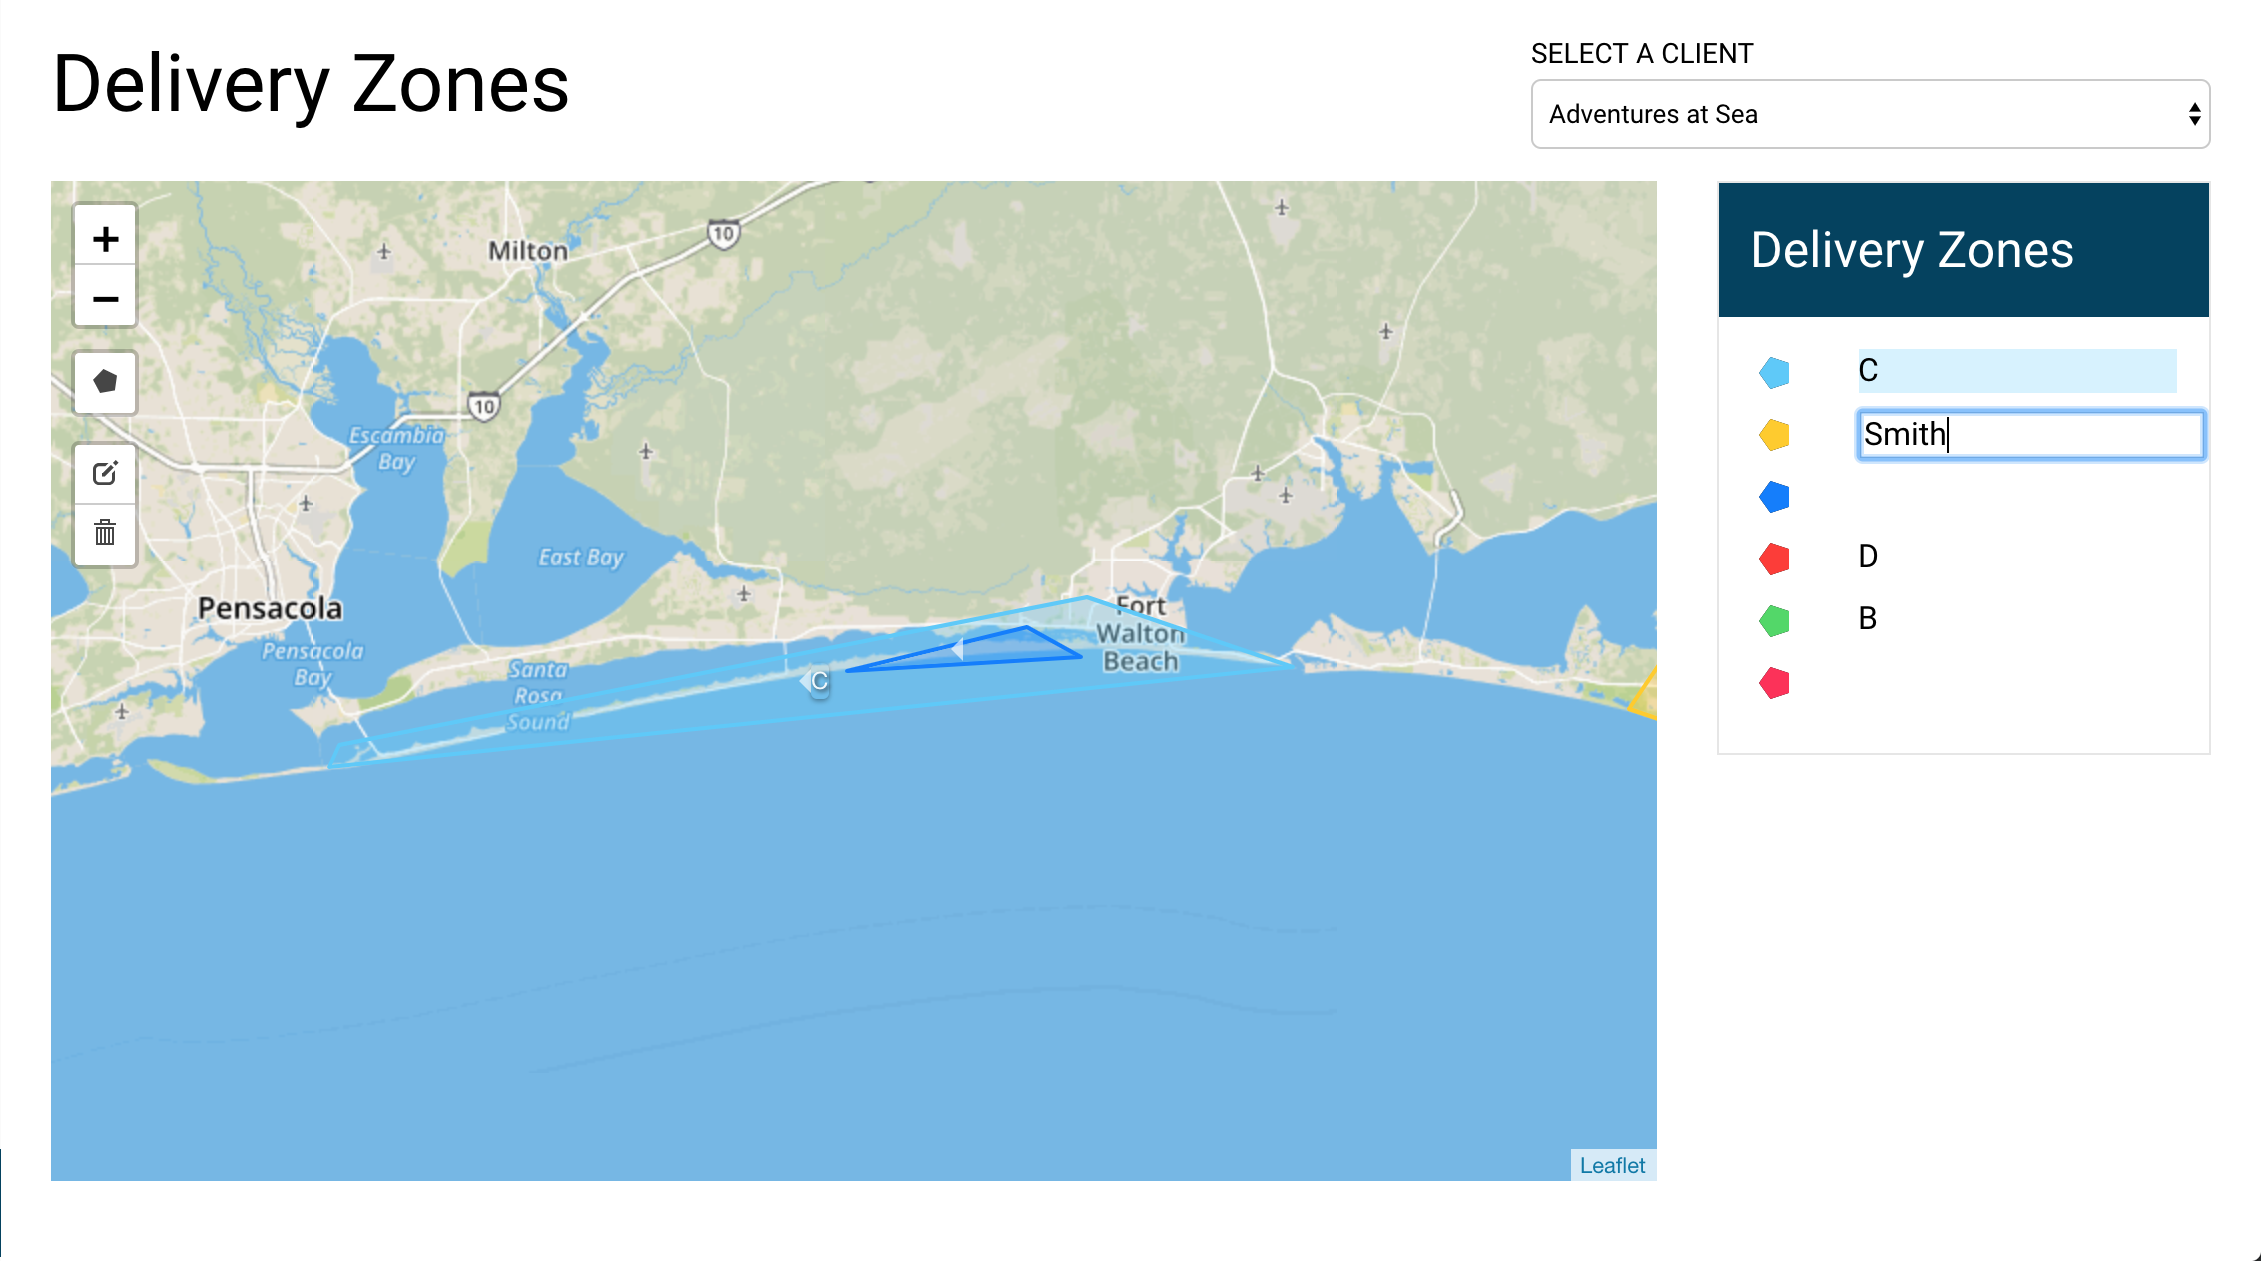 Delivery Zones
SELECT A CLIENT
Adventures at Sea
+
−
Milton
10
10
Escambia
Bay
East Bay
Pensacola
Pensacola
Bay
Santa
Rosa
Sound
Fort
Walton
Beach
C
Leaflet
Delivery Zones
C
Smith
D
B